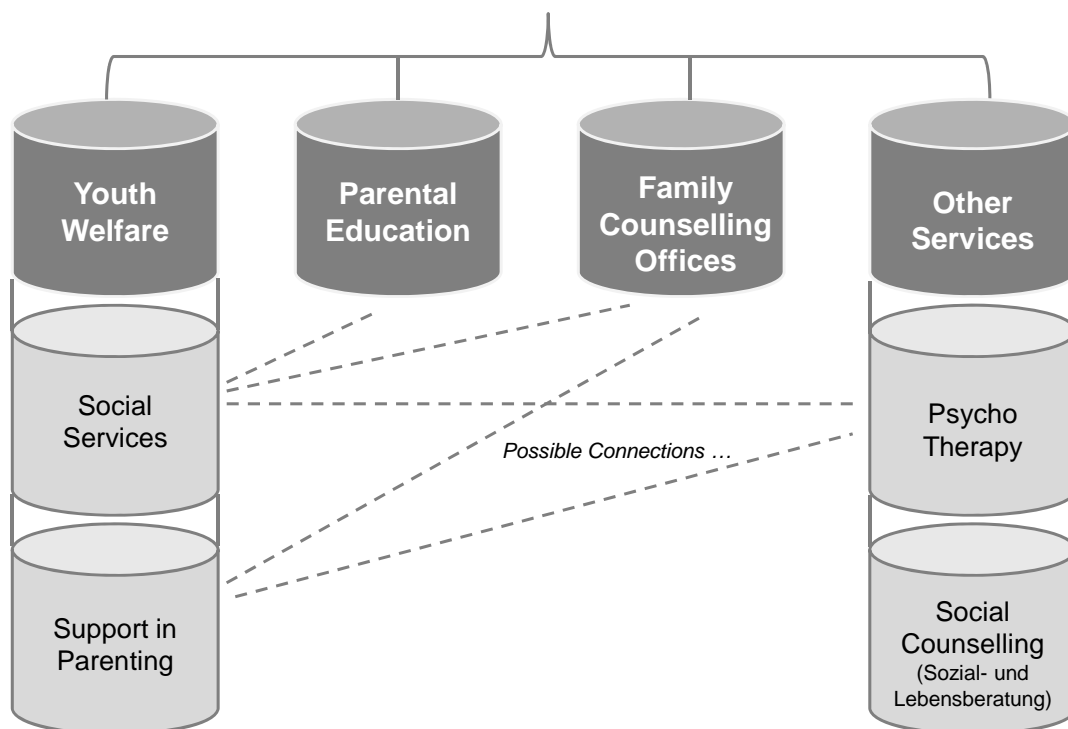 Youth
Welfare
Parental
Education
Family
Counselling
Offices
Other
Services
Social
Services
Psycho
Therapy
Possible Connections …
Support in
Parenting
Social
Counselling
(Sozial- und
Lebensberatung)